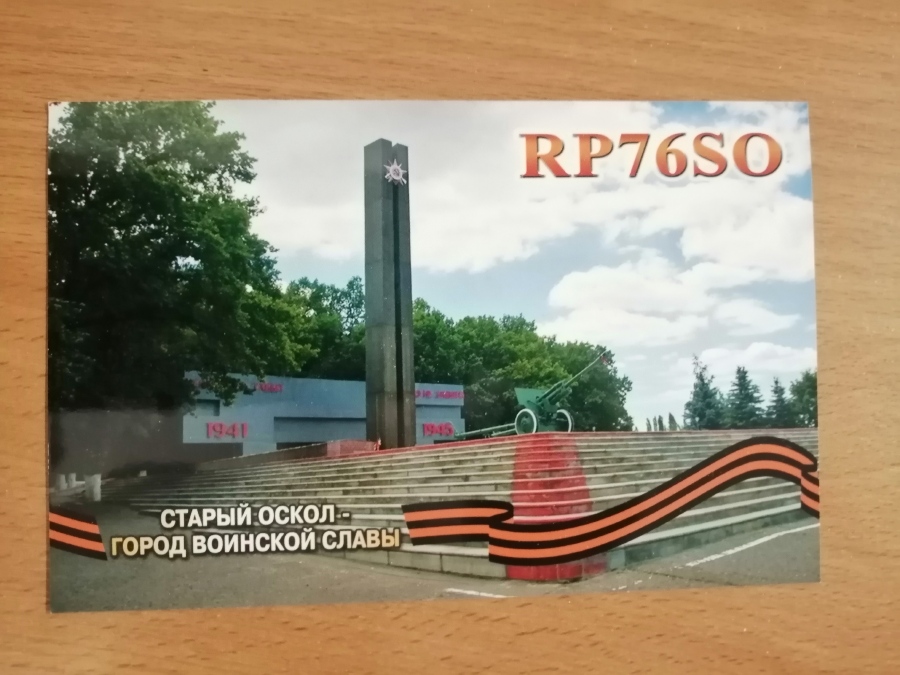 RP76SO
1941
1945
СТАРЫЙ ОСКОЛ -
ГОРОД ВОИНСКОЙ СЛАВЫ